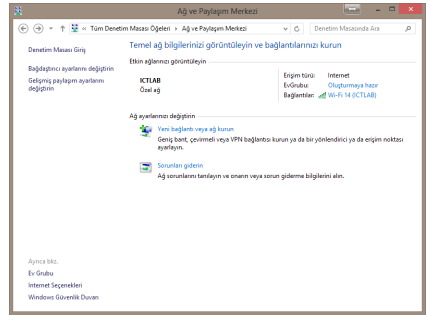 Ağ ve Paylaşım Merkezi
« Tüm Denetim Masası Öğeleri › Ağ ve Paylaşım Merkezi
Denetim Masasında Ara
Denetim Masası Giriş
Bağdaştırıcı ayarlarını değiştirin
Gelişmiş paylaşım ayarlarını
değiştirin
Temel ağ bilgilerinizi görüntüleyin ve bağlantılarınızı kurun
Etkin ağlarınızı görüntüleyin
ICTLAB
Özel ağ
Erişim türü: Internet
EvGrubu: Oluşturmaya hazır
Bağlantılar: Wi-Fi 14 (ICTLAB)
Ağ ayarlarınızı değiştirin
Yeni bağlantı veya ağ kurun
Geniş bant, çevirmeli veya VPN bağlantısı kurun ya da bir yönlendirici ya da erişim noktası
ayarlayın.
Sorunları giderin
Ağ sorunlarını tanılayın ve onarın veya sorun giderme bilgilerini alın.
Ayrıca bkz.
Ev Grubu
Internet Seçenekleri
Windows Güvenlik Duvarı